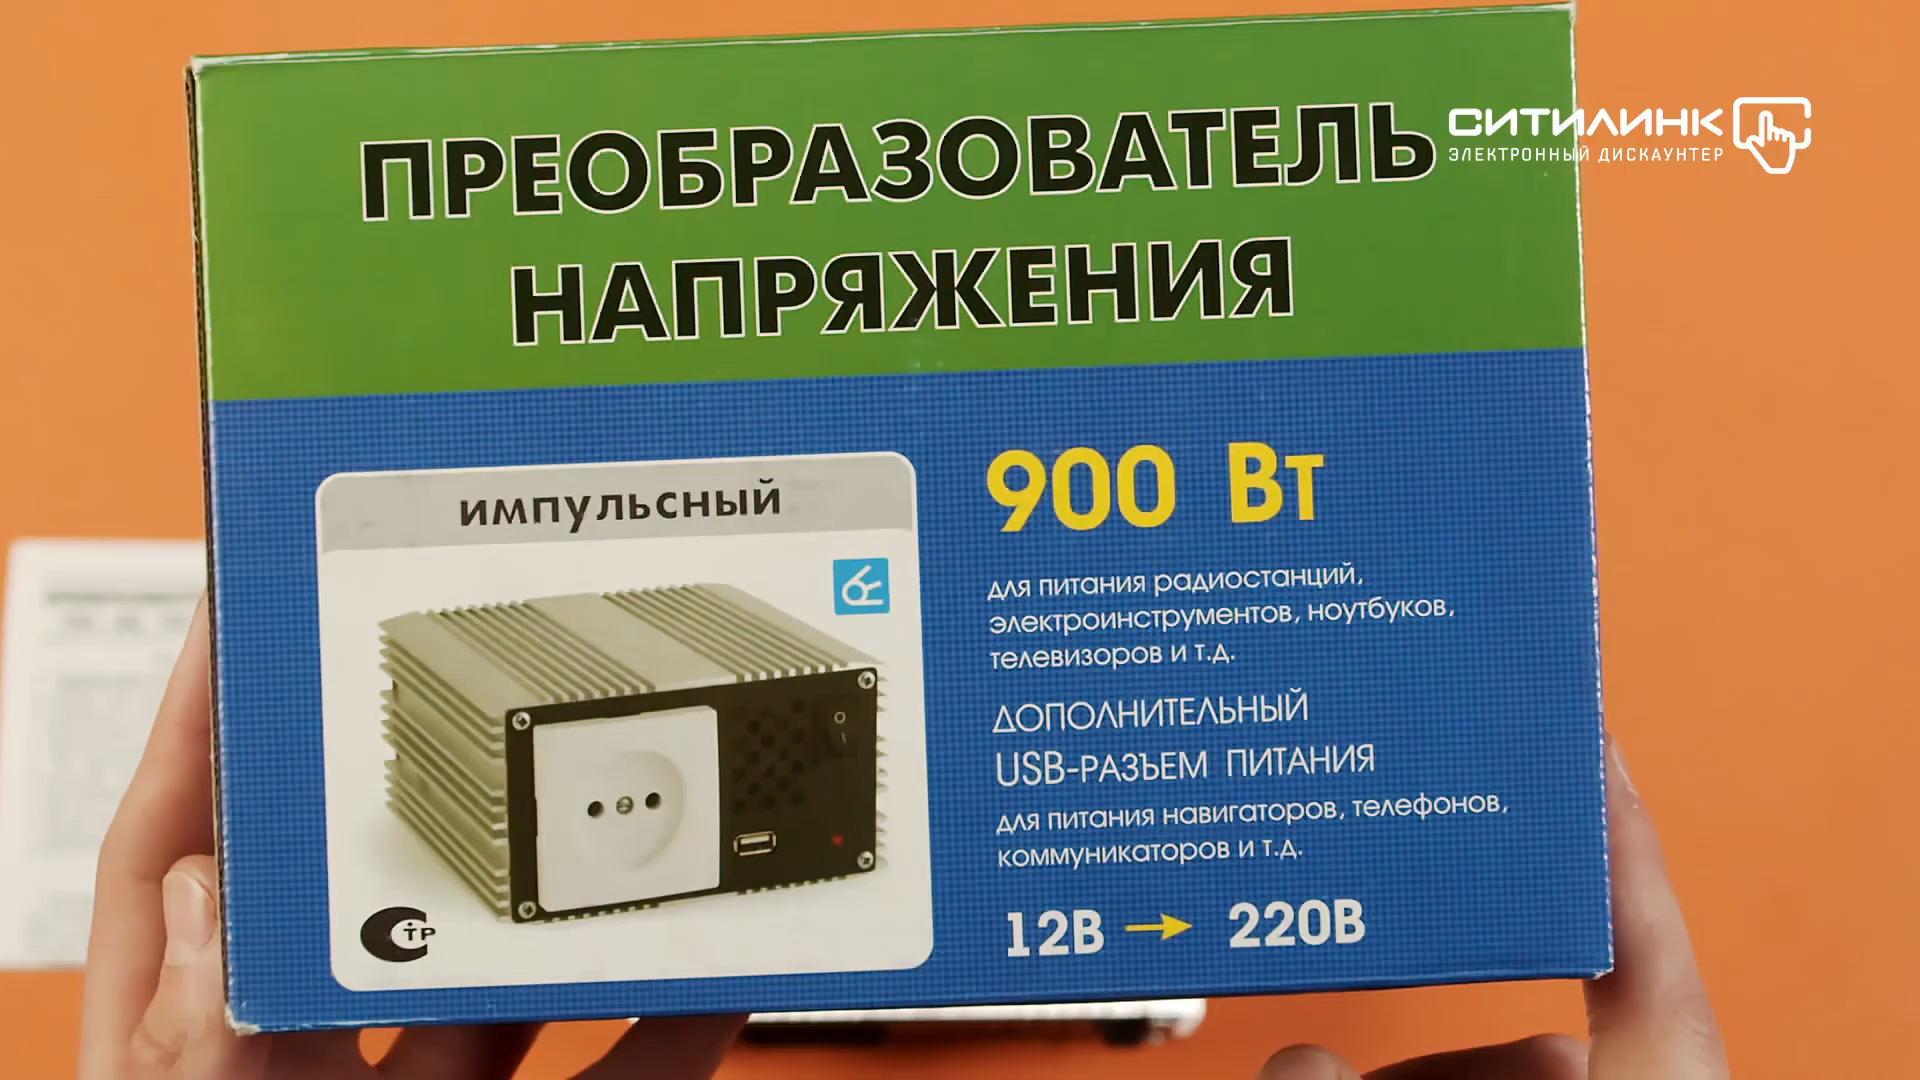 ПРЕОБРАЗОВАТЕЛЬ
НАПРЯЖЕНИЯ
СИТИЛИНК
ЭЛЕКТРОННЫЙ ДИСКАУНТЕР
ИМПУЛЬСНЫЙ
О
I
СТР
900 Вт
для питания радиостанций,
электроинструментов, ноутбуков,
телевизоров и т.д.
ДОПОЛНИТЕЛЬНЫЙ
USB-РАЗЪЕМ ПИТАНИЯ
для питания навигаторов, телефонов,
коммуникаторов и т.д.
12В → 220В